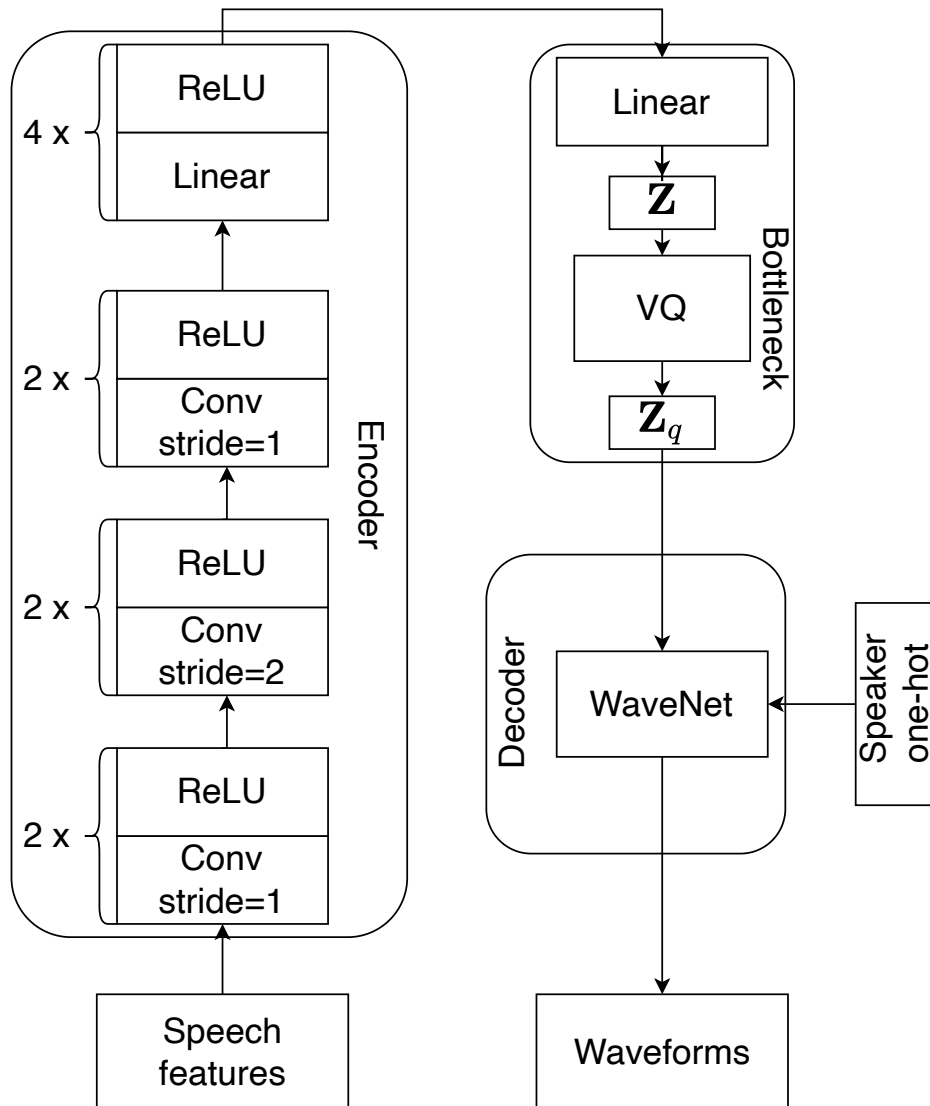 4 x
ReLU
Linear
2 x
ReLU
Conv
stride=1
2 x
ReLU
Conv
stride=2
2 x
ReLU
Conv
stride=1
Encoder
Speech
features
Linear
Z
VQ
Zq
Bottleneck
Decoder
WaveNet
Speaker
one-hot
Waveforms